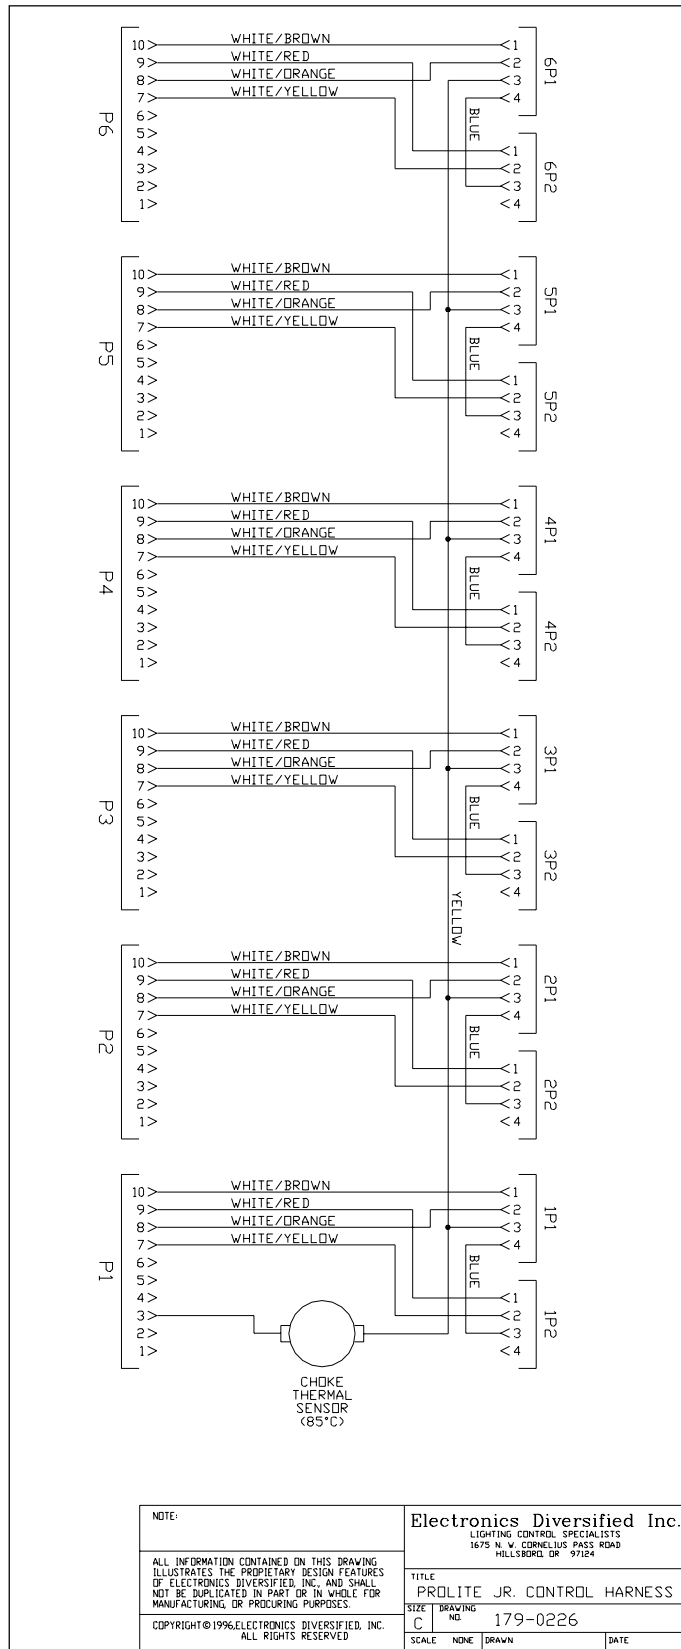 P6
10> WHITE/BROWN <1
9> WHITE/RED <2
8> WHITE/ORANGE <3
7> WHITE/YELLOW <4
6>
5>
4> <1
3> <2
2> <3
1> <4
BLUE
6P1
6P2
P5
10> WHITE/BROWN <1
9> WHITE/RED <2
8> WHITE/ORANGE <3
7> WHITE/YELLOW <4
6>
5>
4> <1
3> <2
2> <3
1> <4
BLUE
5P1
5P2
P4
10> WHITE/BROWN <1
9> WHITE/RED <2
8> WHITE/ORANGE <3
7> WHITE/YELLOW <4
6>
5>
4> <1
3> <2
2> <3
1> <4
BLUE
4P1
4P2
P3
10> WHITE/BROWN <1
9> WHITE/RED <2
8> WHITE/ORANGE <3
7> WHITE/YELLOW <4
6>
5>
4> <1
3> <2
2> <3
1> <4
BLUE
3P1
3P2
YELLOW
P2
10> WHITE/BROWN <1
9> WHITE/RED <2
8> WHITE/ORANGE <3
7> WHITE/YELLOW <4
6>
5>
4> <1
3> <2
2> <3
1> <4
BLUE
2P1
2P2
P1
10> WHITE/BROWN <1
9> WHITE/RED <2
8> WHITE/ORANGE <3
7> WHITE/YELLOW <4
6>
5>
4> <1
3> <2
2> <3
1> <4
BLUE
1P1
1P2
CHOKE
THERMAL
SENSOR
(85°C)
NOTE:
ALL INFORMATION CONTAINED ON THIS DRAWING
ILLUSTRATES THE PROPIETARY DESIGN FEATURES
OF ELECTRONICS DIVERSIFIED, INC., AND SHALL
NOT BE DUPLICATED IN PART OR IN WHOLE FOR
MANUFACTURING, OR PROCURING PURPOSES.
COPYRIGHT©1996,ELECTRONICS DIVERSIFIED, INC.
ALL RIGHTS RESERVED
Electronics Diversified Inc.
LIGHTING CONTROL SPECIALISTS
1675 N. W. CORNELIUS PASS ROAD
HILLSBORO, OR 97124
TITLE
PROLITE JR. CONTROL HARNESS
SIZE
C
DRAWING
NO.
179-0226
SCALE NONE
DRAWN
DATE